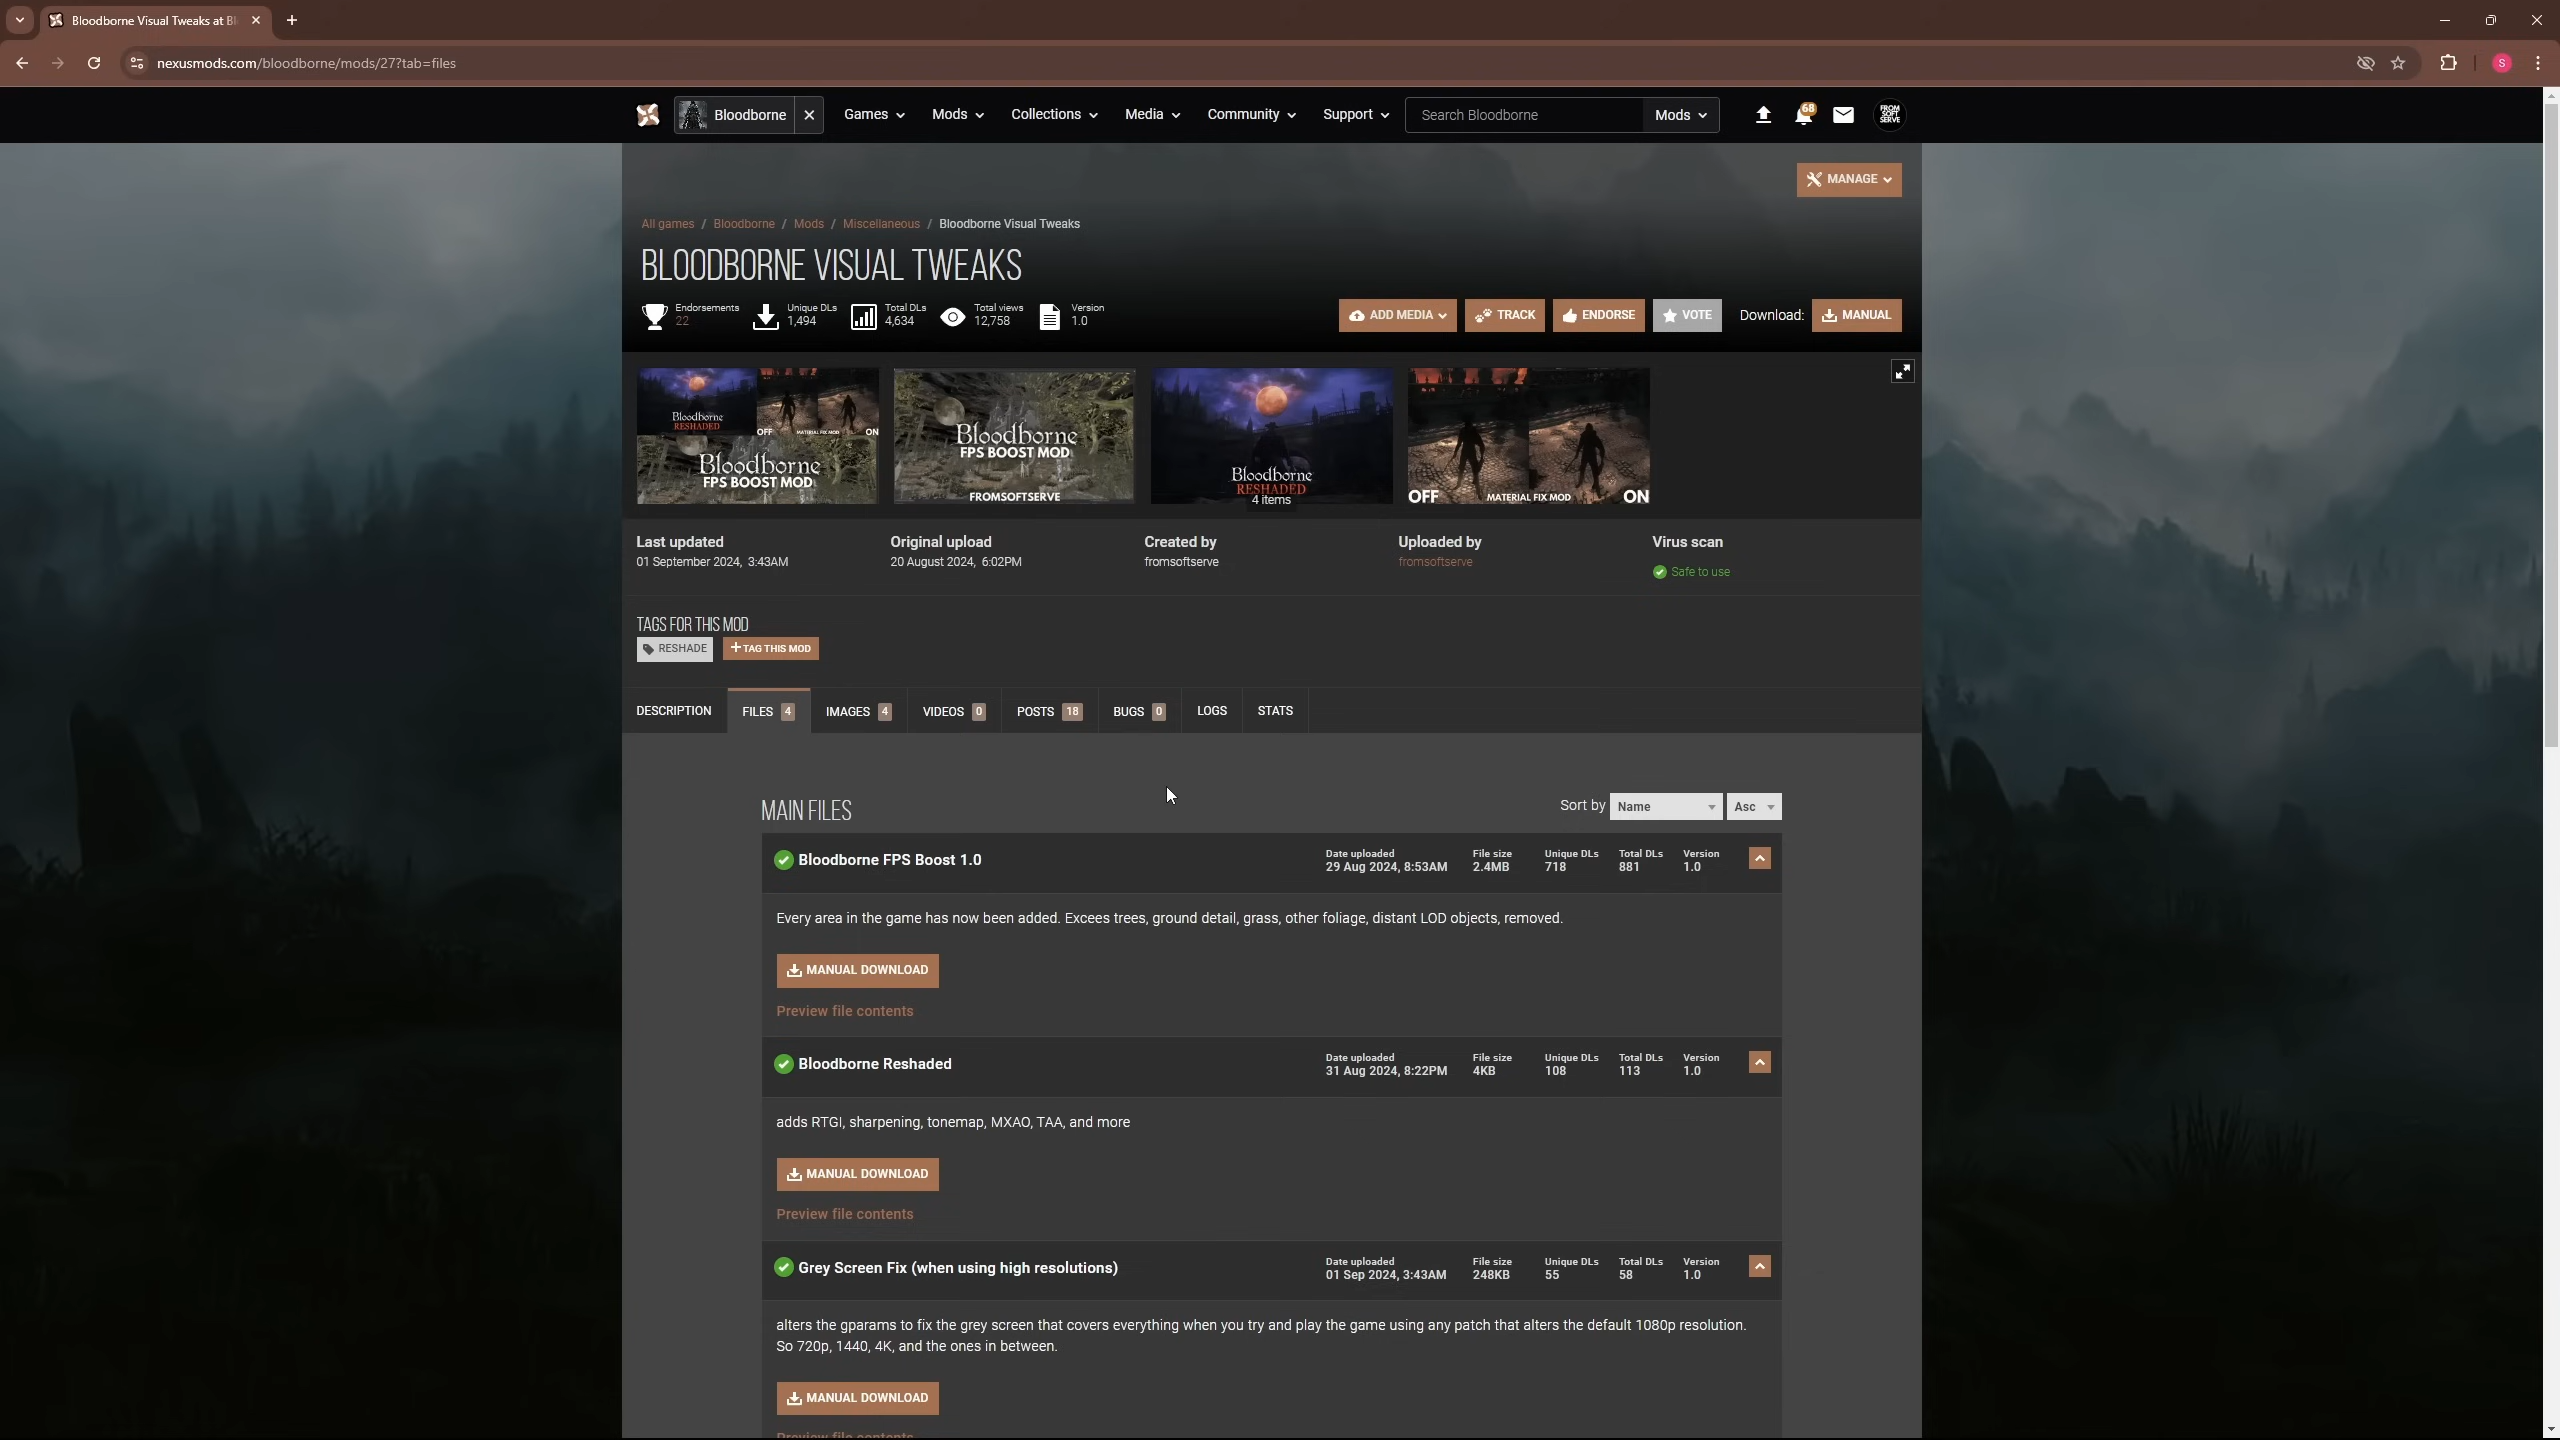 Bloodborne Visual Tweaks at Bl
nexusmods.com/bloodborne/mods/27?tab=files
S
Bloodborne
Games
Mods
Collections
Media
Community
Support
Search Bloodborne
Mods
68
FROM
SOFT
SERVE
MANAGE
All games / Bloodborne / Mods / Miscellaneous / Bloodborne Visual Tweaks
BLOODBORNE VISUAL TWEAKS
Endorsements
22
Unique DLs
1,494
Total DLs
4,634
Total views
12,758
Version
1.0
ADD MEDIA
TRACK
ENDORSE
VOTE
Download:
MANUAL
Bloodborne
RESHADED
OFF
MATERIAL FIX MOD
ON
Bloodborne
FPS BOOST MOD
Bloodborne
FPS BOOST MOD
FROMSOFTSERVE
Bloodborne
RESHADED
4 items
OFF
MATERIAL FIX MOD
ON
Last updated
01 September 2024, 3:43AM
Original upload
20 August 2024, 6:02PM
Created by
fromsoftserve
Uploaded by
fromsoftserve
Virus scan
Safe to use
TAGS FOR THIS MOD
RESHADE
+TAG THIS MOD
DESCRIPTION
FILES 4
IMAGES 4
VIDEOS 0
POSTS 18
BUGS 0
LOGS
STATS
MAIN FILES
Sort by Name Asc
Bloodborne FPS Boost 1.0
Date uploaded
29 Aug 2024, 8:53AM
File size
2.4MB
Unique DLs
718
Total DLs
881
Version
1.0
Every area in the game has now been added. Excees trees, ground detail, grass, other foliage, distant LOD objects, removed.
MANUAL DOWNLOAD
Preview file contents
Bloodborne Reshaded
Date uploaded
31 Aug 2024, 8:22PM
File size
4KB
Unique DLs
108
Total DLs
113
Version
1.0
adds RTGI, sharpening, tonemap, MXAO, TAA, and more
MANUAL DOWNLOAD
Preview file contents
Grey Screen Fix (when using high resolutions)
Date uploaded
01 Sep 2024, 3:43AM
File size
248KB
Unique DLs
55
Total DLs
58
Version
1.0
alters the gparams to fix the grey screen that covers everything when you try and play the game using any patch that alters the default 1080p resolution.
So 720p, 1440, 4K, and the ones in between.
MANUAL DOWNLOAD
Preview file contents